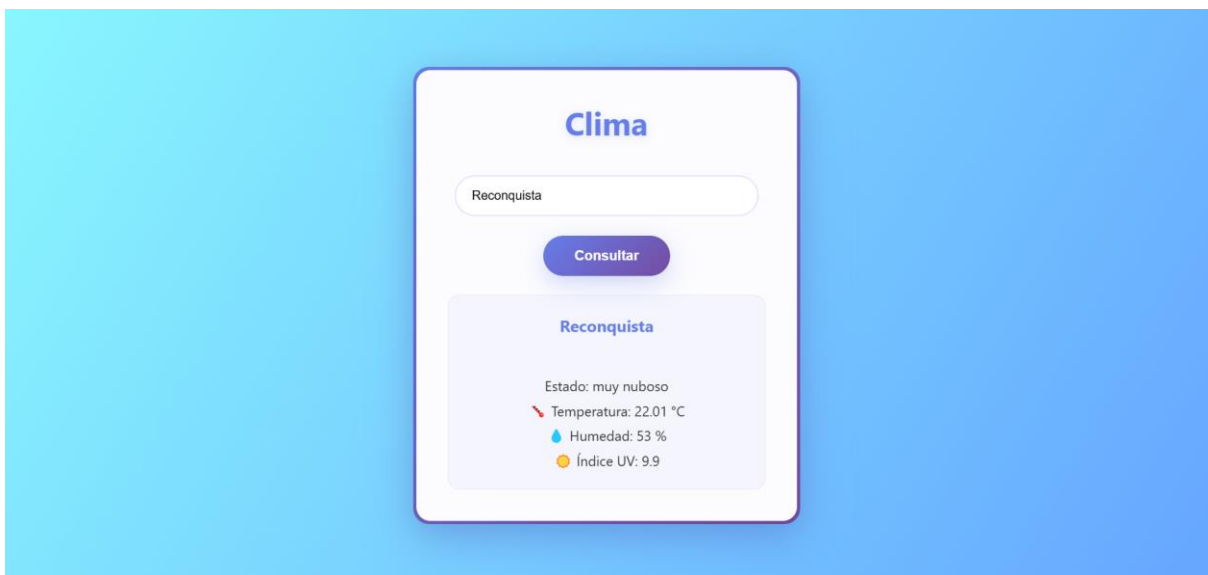 Clima
Reconquista
Consultar
Reconquista
Estado: muy nuboso
🌡️ Temperatura: 22.01 °C
💧 Humedad: 53 %
☀️ Índice UV: 9.9